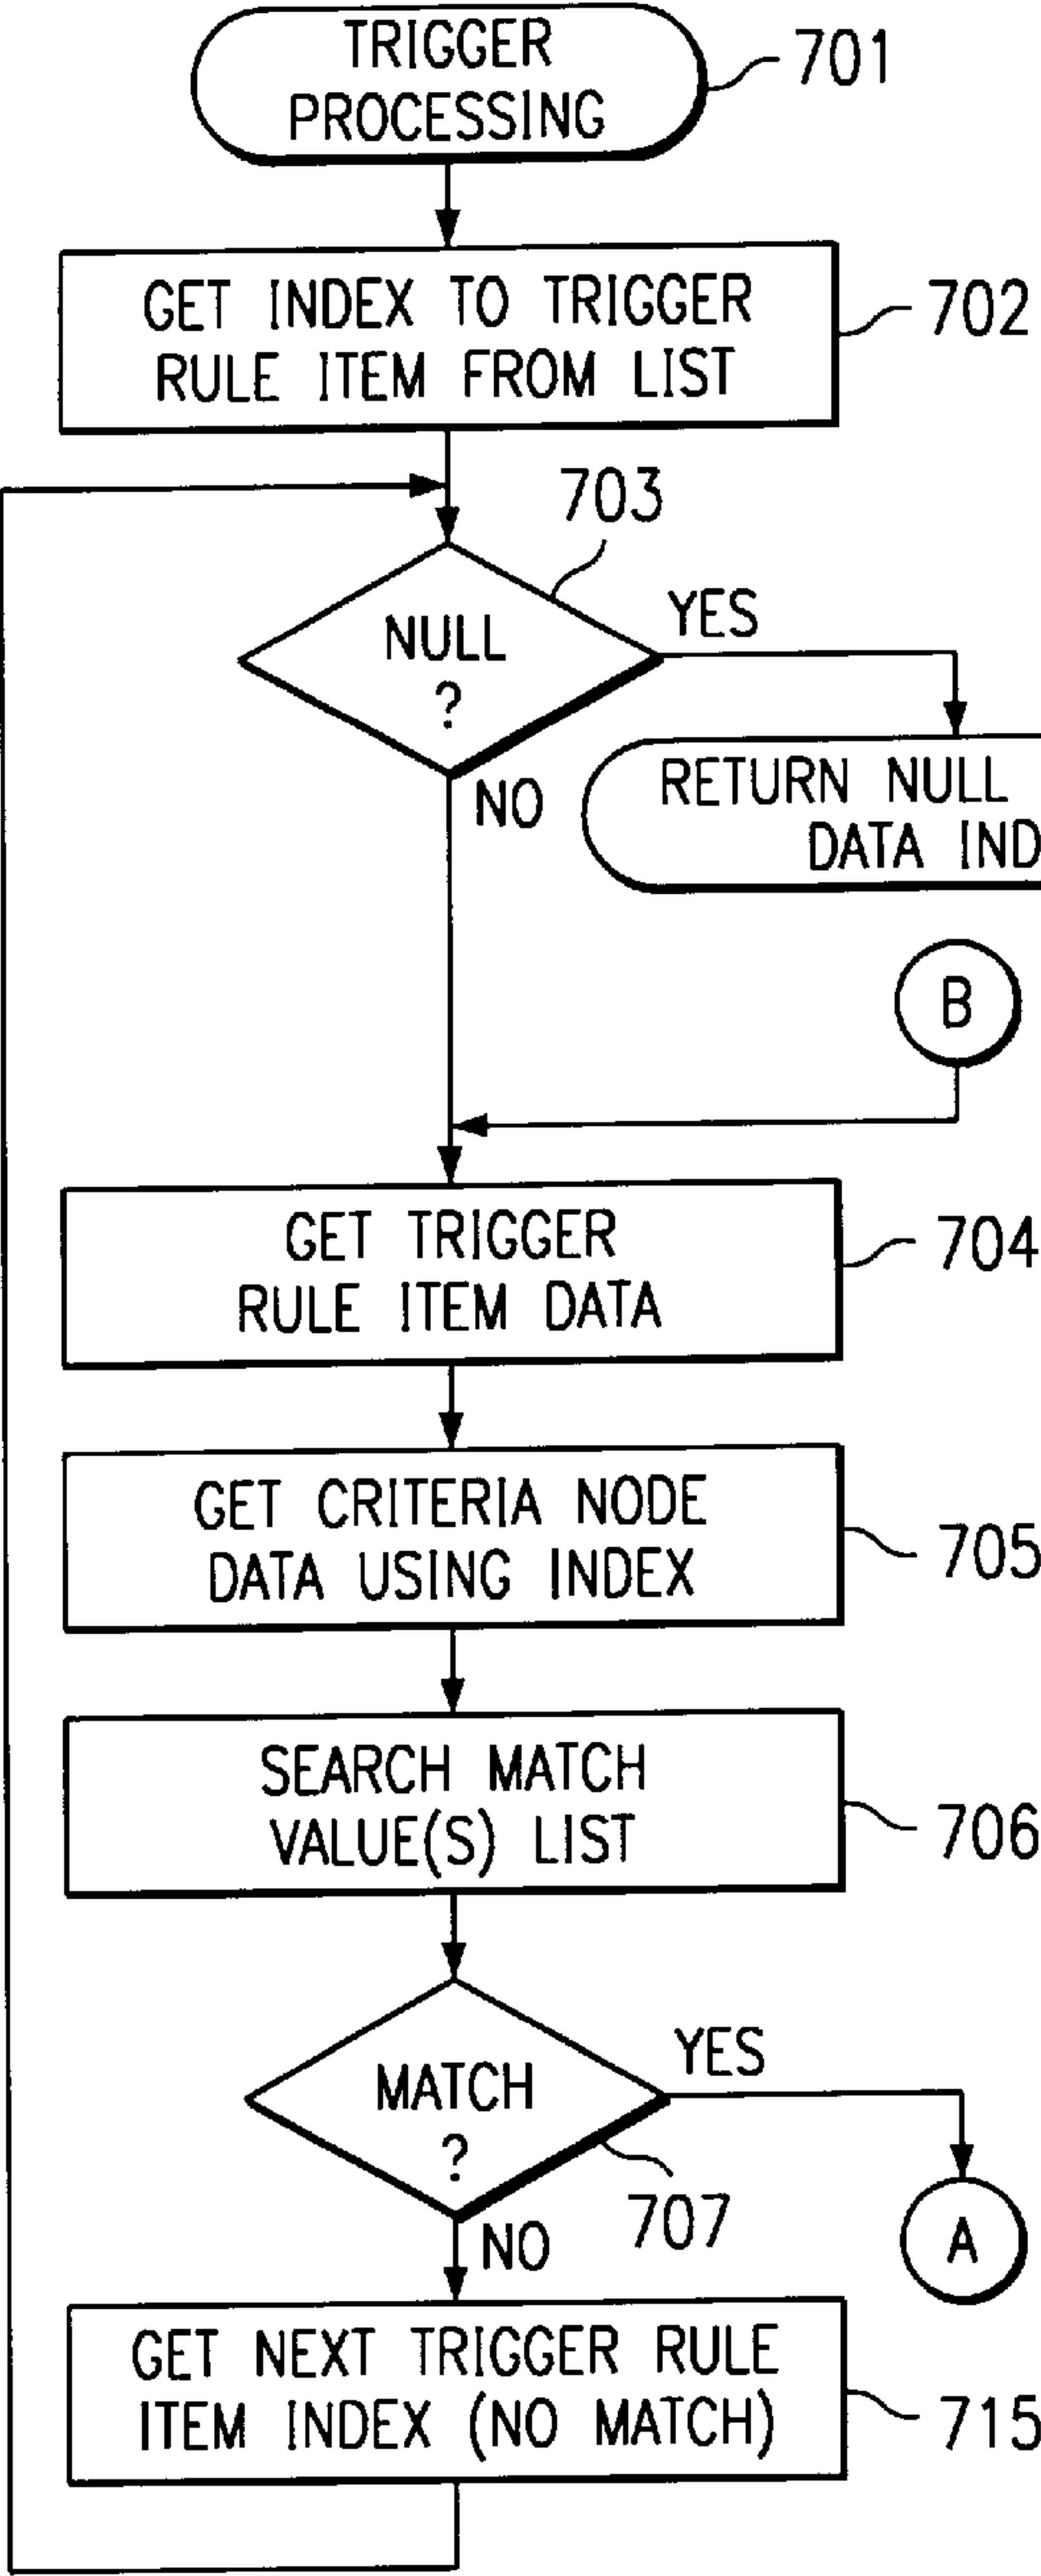 TRIGGER
PROCESSING
701
GET INDEX TO TRIGGER
RULE ITEM FROM LIST
702
703
NULL
?
YES
NO
RETURN NULL
DATA IND
B
GET TRIGGER
RULE ITEM DATA
704
GET CRITERIA NODE
DATA USING INDEX
705
SEARCH MATCH
VALUE(S) LIST
706
MATCH
?
YES
707
NO
A
GET NEXT TRIGGER RULE
ITEM INDEX (NO MATCH)
715